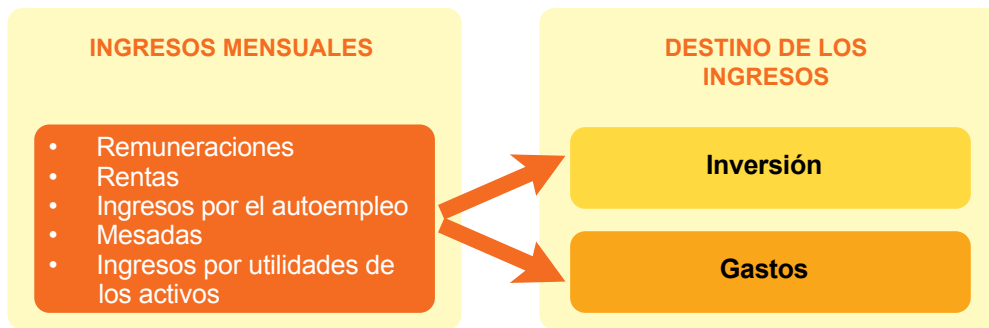 INGRESOS MENSUALES
• Remuneraciones
• Rentas
• Ingresos por el autoempleo
• Mesadas
• Ingresos por utilidades de
los activos
DESTINO DE LOS
INGRESOS
Inversión
Gastos